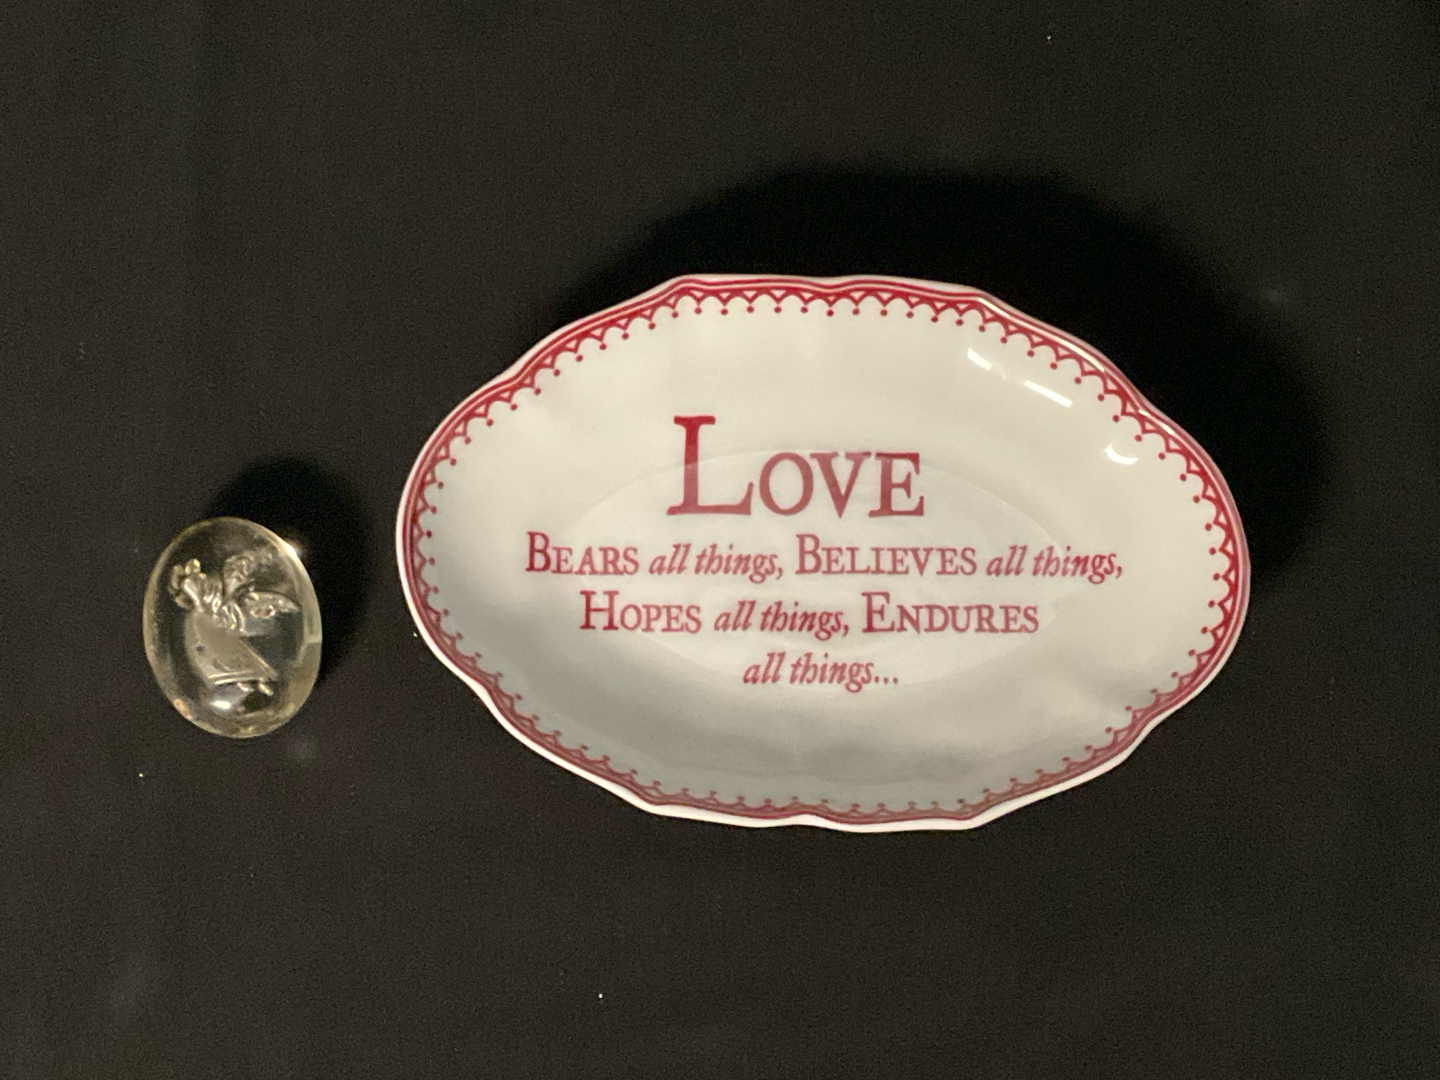 LOVE
BEARS all things, BELIEVES all things,
HOPES all things, ENDURES
all things...